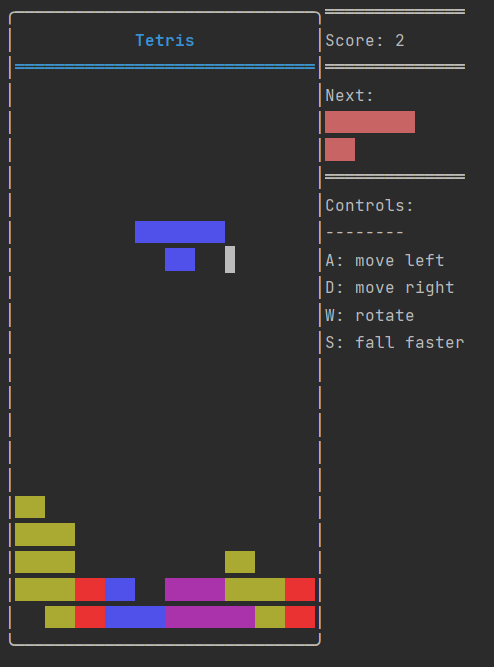 Tetris
Score: 2
Next:
Controls:
--------
A: move left
D: move right
W: rotate
S: fall faster